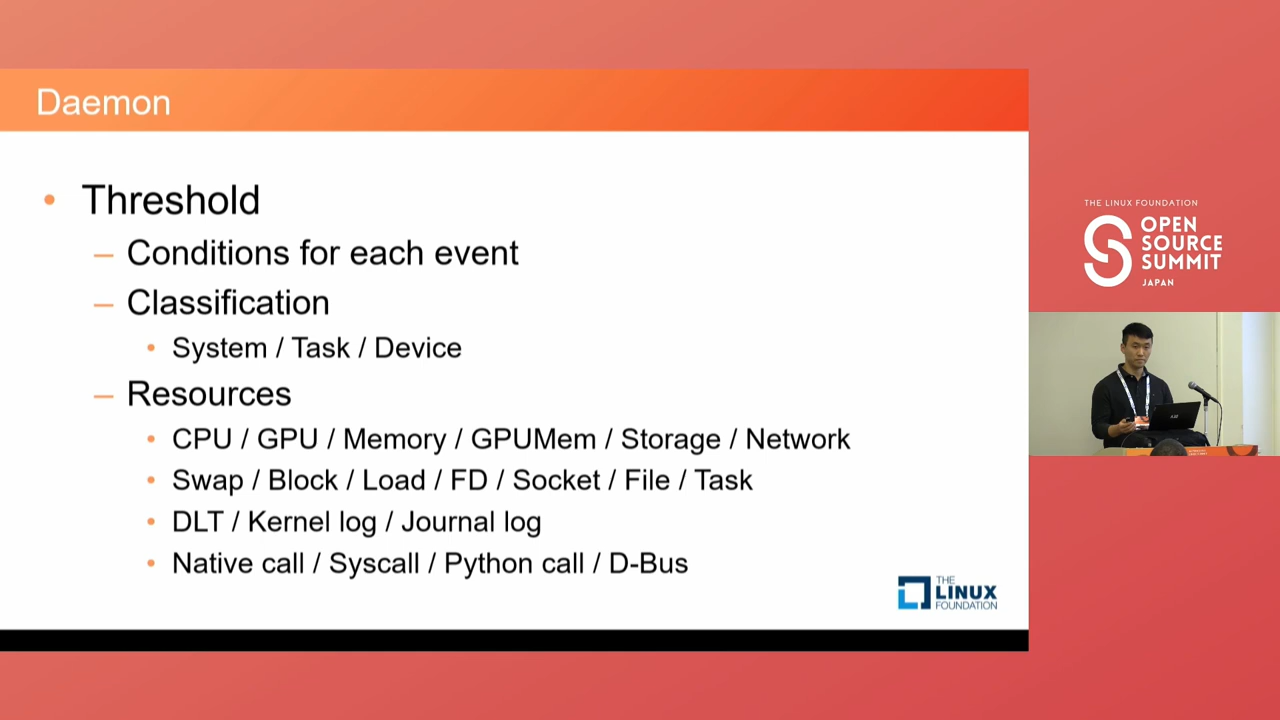 Daemon
• Threshold
– Conditions for each event
– Classification
• System / Task / Device
– Resources
• CPU / GPU / Memory / GPUMem / Storage / Network
• Swap / Block / Load / FD / Socket / File / Task
• DLT / Kernel log / Journal log
• Native call / Syscall / Python call / D-Bus
THE
LINUX
FOUNDATION
THE LINUX FOUNDATION
OPEN
SOURCE
SUMMIT
JAPAN